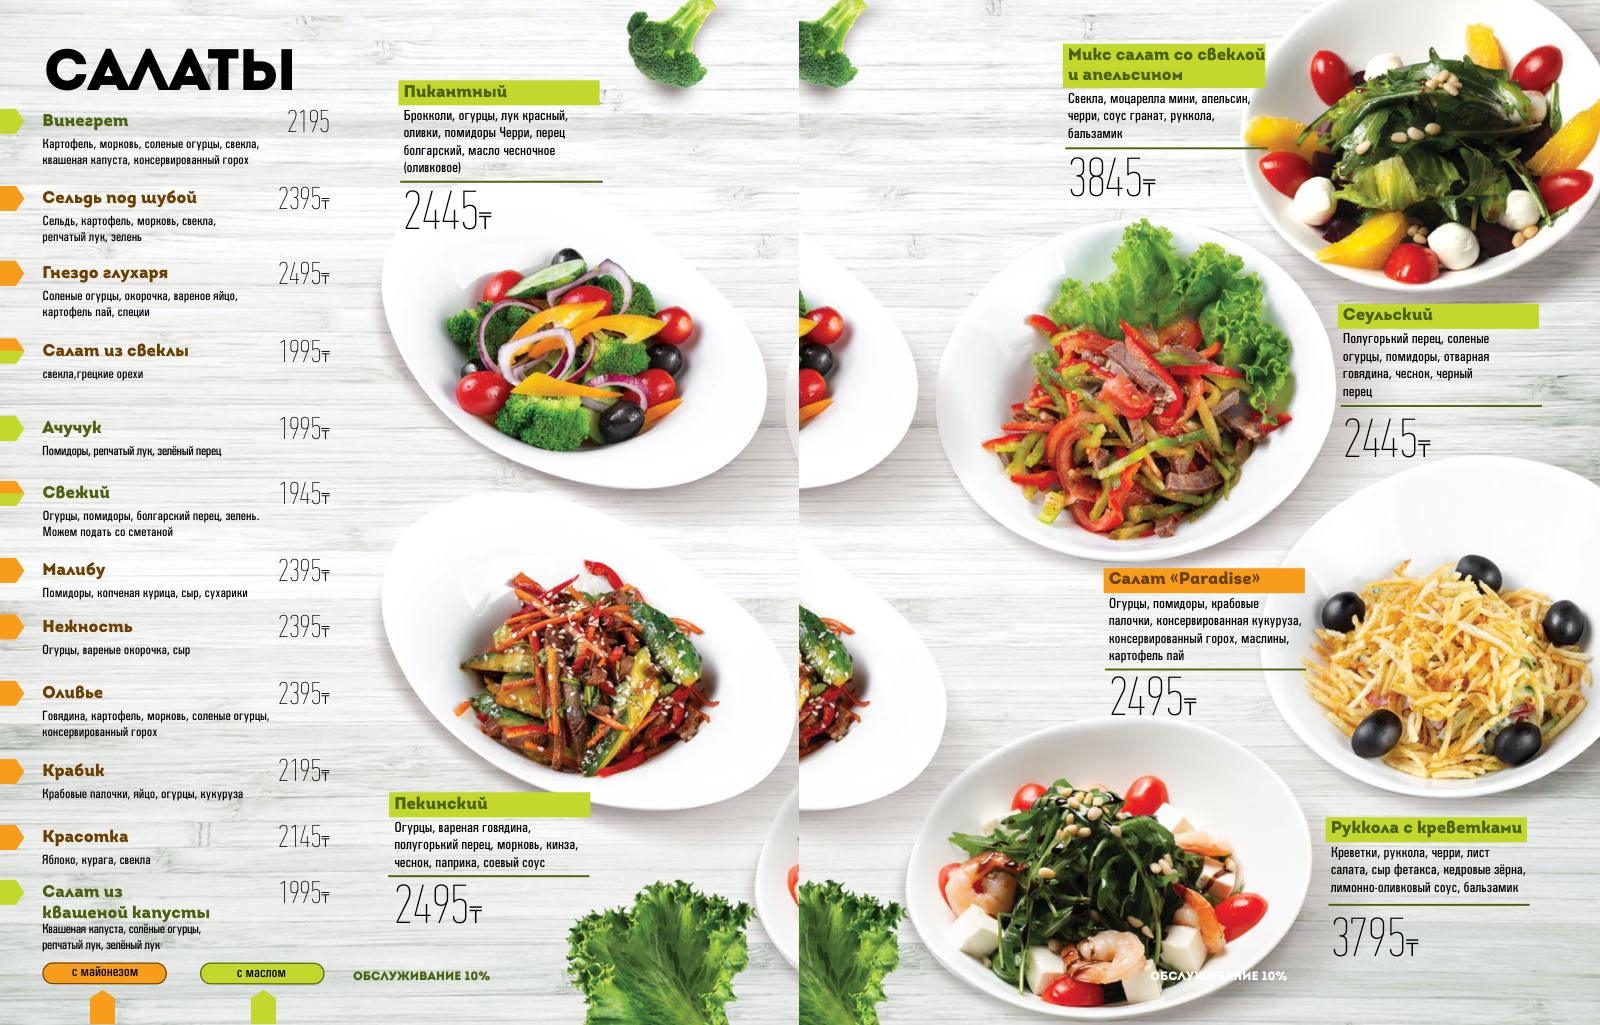 САЛАТЫ
Винегрет 2195
Картофель, морковь, соленые огурцы, свекла,
квашеная капуста, консервированный горох
Сельдь под шубой 2395₸
Сельдь, картофель, морковь, свекла,
репчатый лук, зелень
Гнездо глухаря 2495₸
Соленые огурцы, окорочка, вареное яйцо,
картофель пай, специи
Салат из свеклы 1995₸
свекла,грецкие орехи
Ачучук 1995₸
Помидоры, репчатый лук, зелёный перец
Свежий 1945₸
Огурцы, помидоры, болгарский перец, зелень.
Можем подать со сметаной
Малибу 2395₸
Помидоры, копченая курица, сыр, сухарики
Нежность 2395₸
Огурцы, вареные окорочка, сыр
Оливье 2395₸
Говядина, картофель, морковь, соленые огурцы,
консервированный горох
Крабик 2195₸
Крабовые палочки, яйцо, огурцы, кукуруза
Красотка 2145₸
Яблоко, курага, свекла
Салат из 1995₸
квашеной капусты
Квашеная капуста, солёные огурцы,
репчатый лук, зелёный лук
с майонезом
с маслом
ОБСЛУЖИВАНИЕ 10%
Пикантный
Брокколи, огурцы, лук красный,
оливки, помидоры Черри, перец
болгарский, масло чесночное
(оливковое)
2445₸
Пекинский
Огурцы, вареная говядина,
полугорький перец, морковь, кинза,
чеснок, паприка, соевый соус
2495₸
Микс салат со свеклой
и апельсином
Свекла, моцарелла мини, апельсин,
черри, соус гранат, руккола,
бальзамик
3845₸
Сеульский
Полугорький перец, соленые
огурцы, помидоры, отварная
говядина, чеснок, черный
перец
2445₸
Салат «Paradise»
Огурцы, помидоры, крабовые
палочки, консервированная кукуруза,
консервированный горох, маслины,
картофель пай
2495₸
Руккола с креветками
Креветки, руккола, черри, лист
салата, сыр фетакса, кедровые зёрна,
лимонно-оливковый соус, бальзамик
3795₸
ОБСЛУЖИВАНИЕ 10%